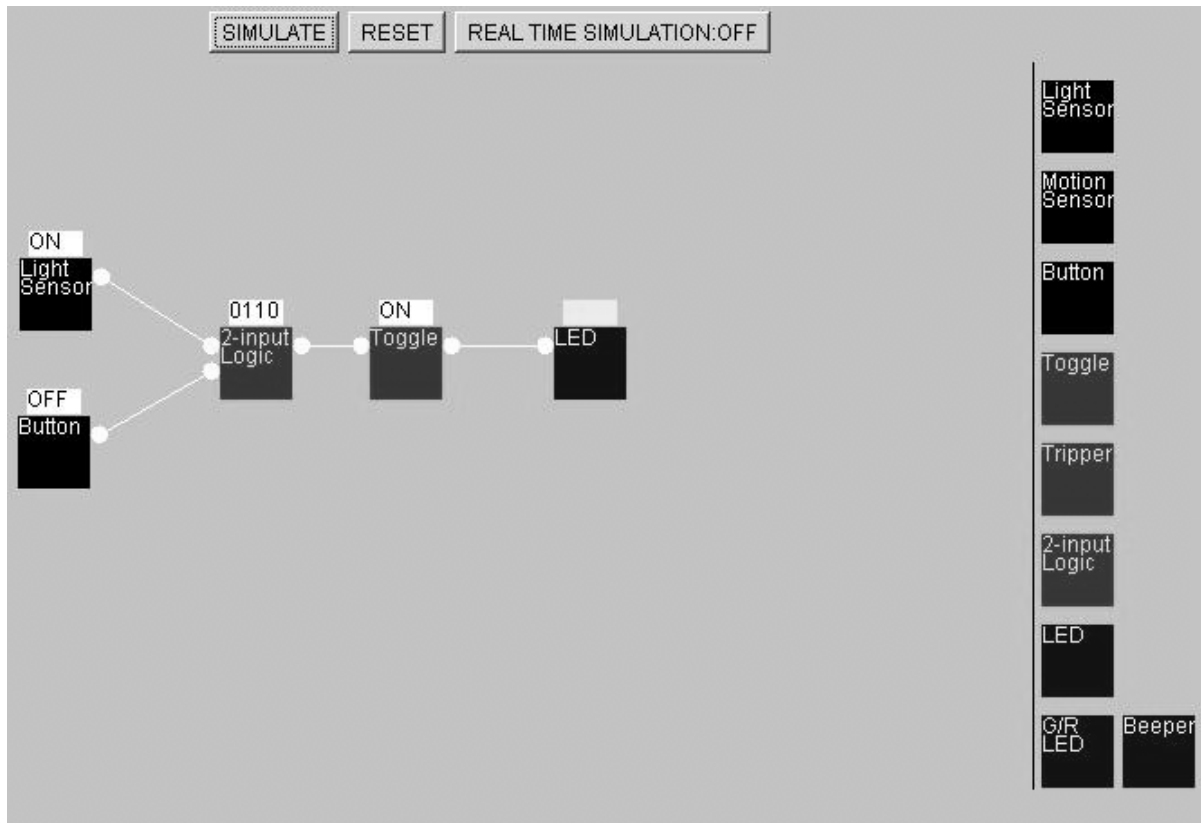 SIMULATE RESET REAL TIME SIMULATION:OFF
Light
Sensor
Motion
Sensor
Button
Toggle
Tripper
2-input
Logic
LED
G/R
LED
Beeper
ON
Light
Sensor
OFF
Button
0110
2-input
Logic
ON
Toggle
LED